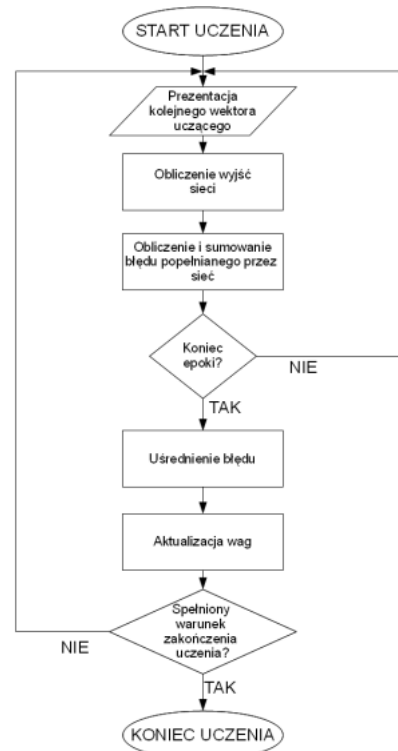 START UCZENIA
Prezentacja
kolejnego wektora
uczącego
Obliczenie wyjść
sieci
Obliczenie i sumowanie
błędu popełnianego przez
sieć
Koniec
epoki?
NIE
TAK
Uśrednienie błędu
Aktualizacja wag
Spełniony
warunek
zakończenia
uczenia?
NIE
TAK
KONIEC UCZENIA